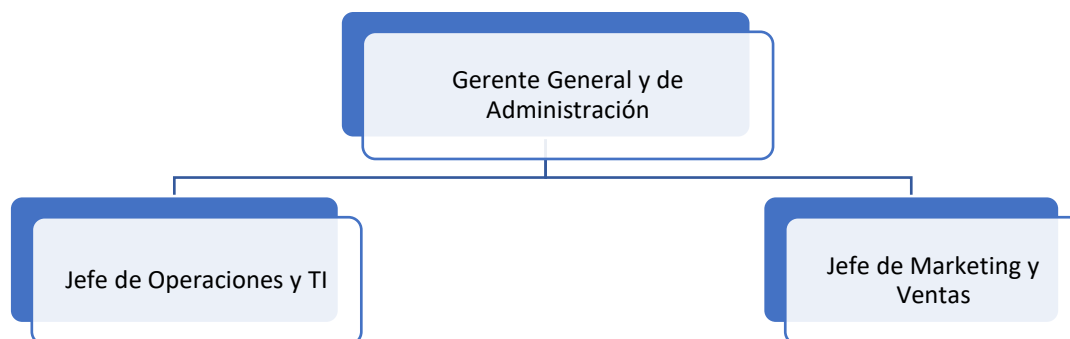 Gerente General y de
Administración
Jefe de Operaciones y TI
Jefe de Marketing y
Ventas